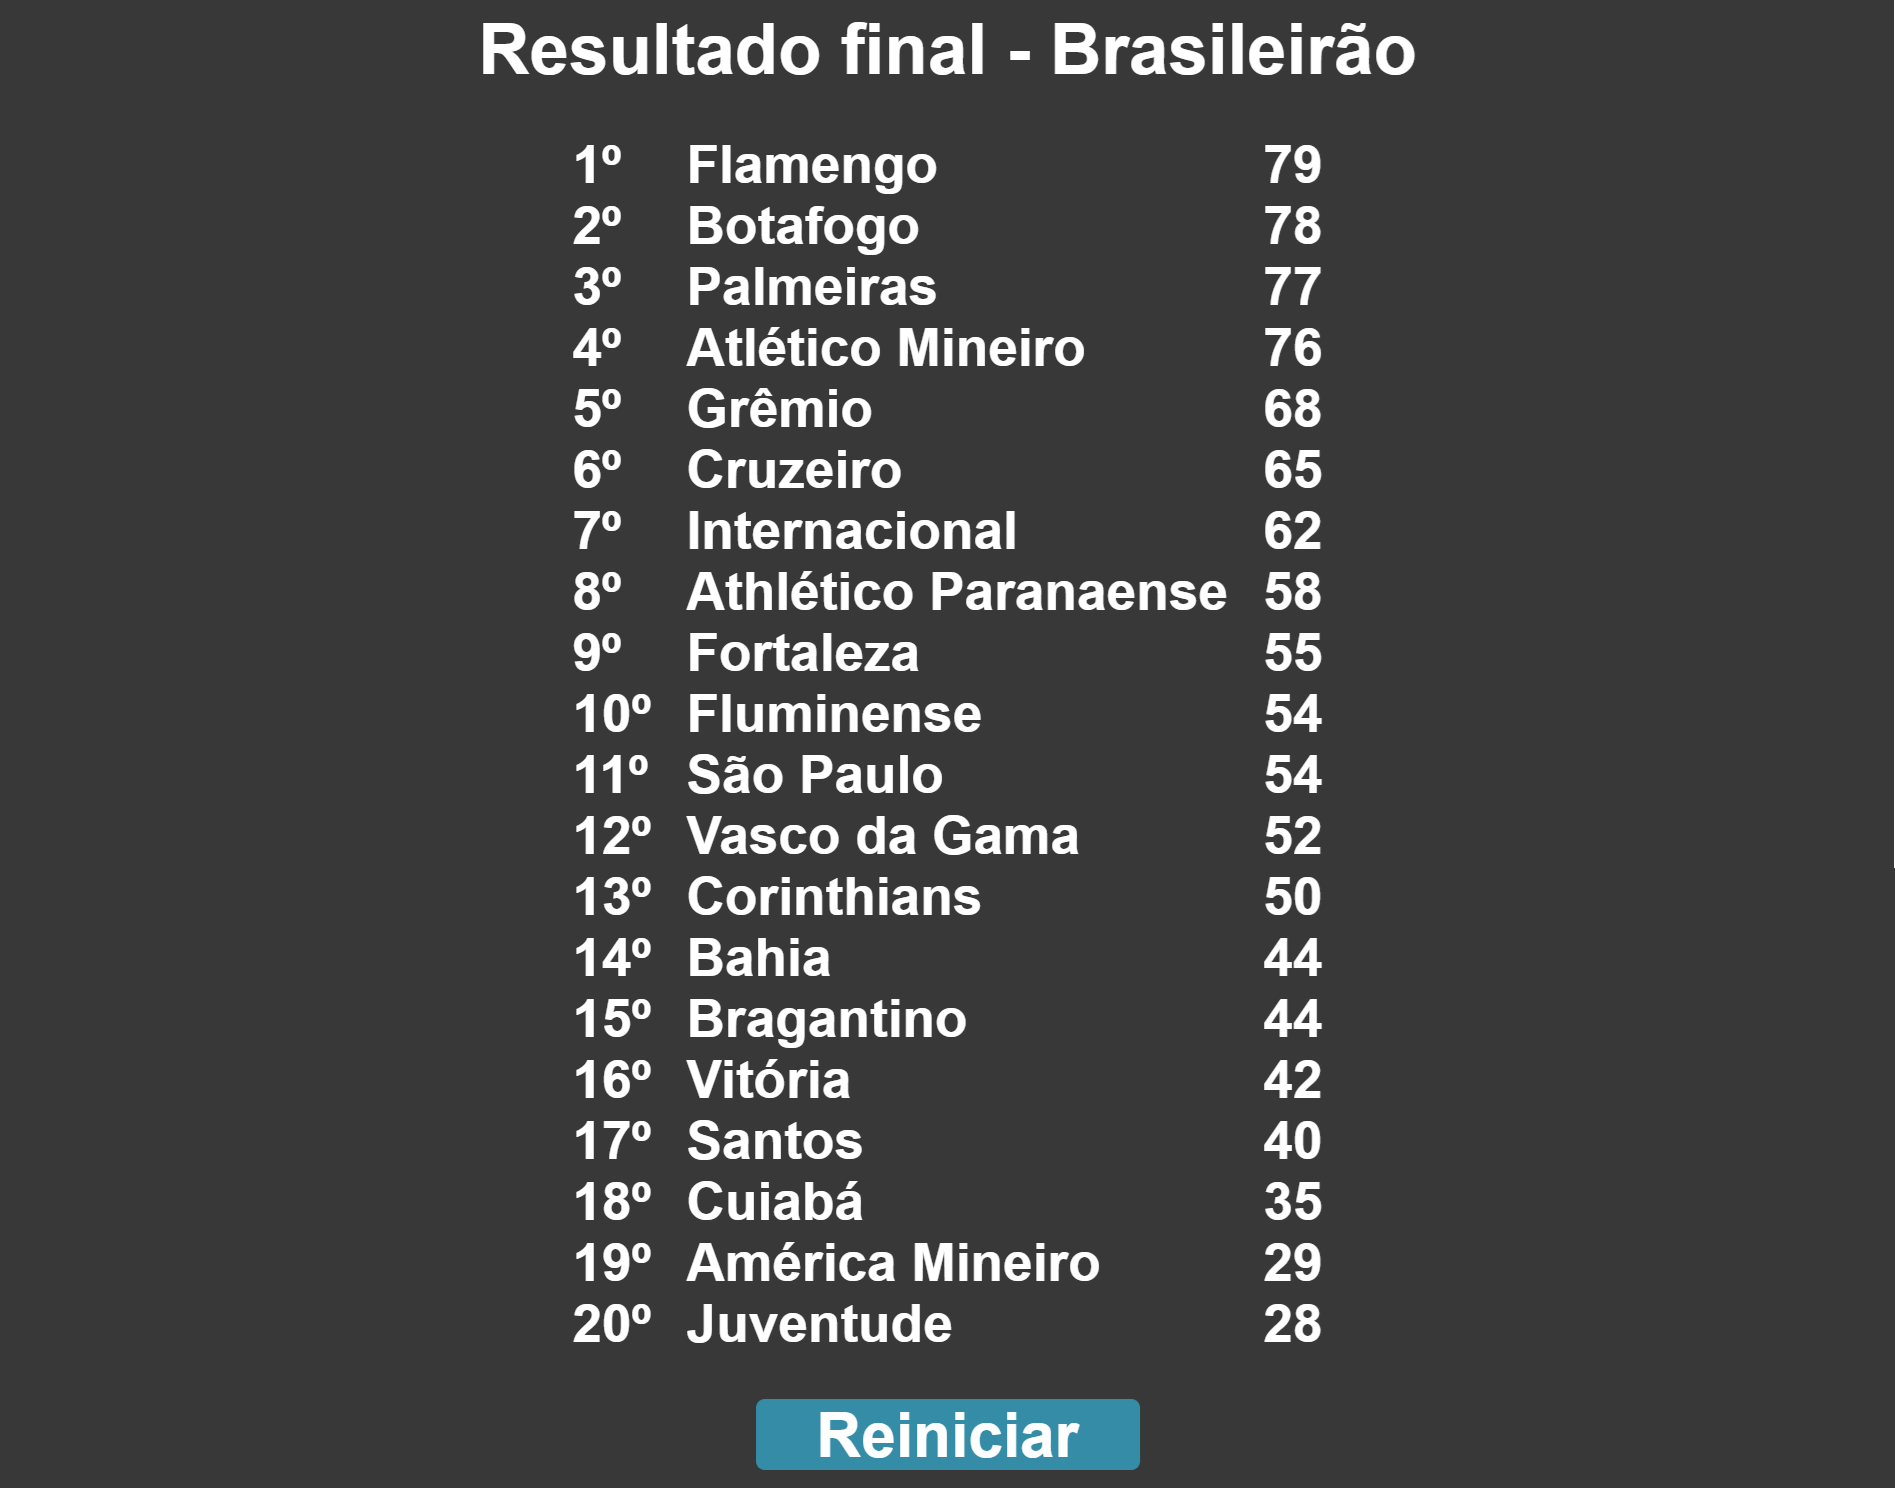 Resultado final - Brasileirão
1º Flamengo 79
2º Botafogo 78
3º Palmeiras 77
4º Atlético Mineiro 76
5º Grêmio 68
6º Cruzeiro 65
7º Internacional 62
8º Athlético Paranaense 58
9º Fortaleza 55
10º Fluminense 54
11º São Paulo 54
12º Vasco da Gama 52
13º Corinthians 50
14º Bahia 44
15º Bragantino 44
16º Vitória 42
17º Santos 40
18º Cuiabá 35
19º América Mineiro 29
20º Juventude 28
Reiniciar